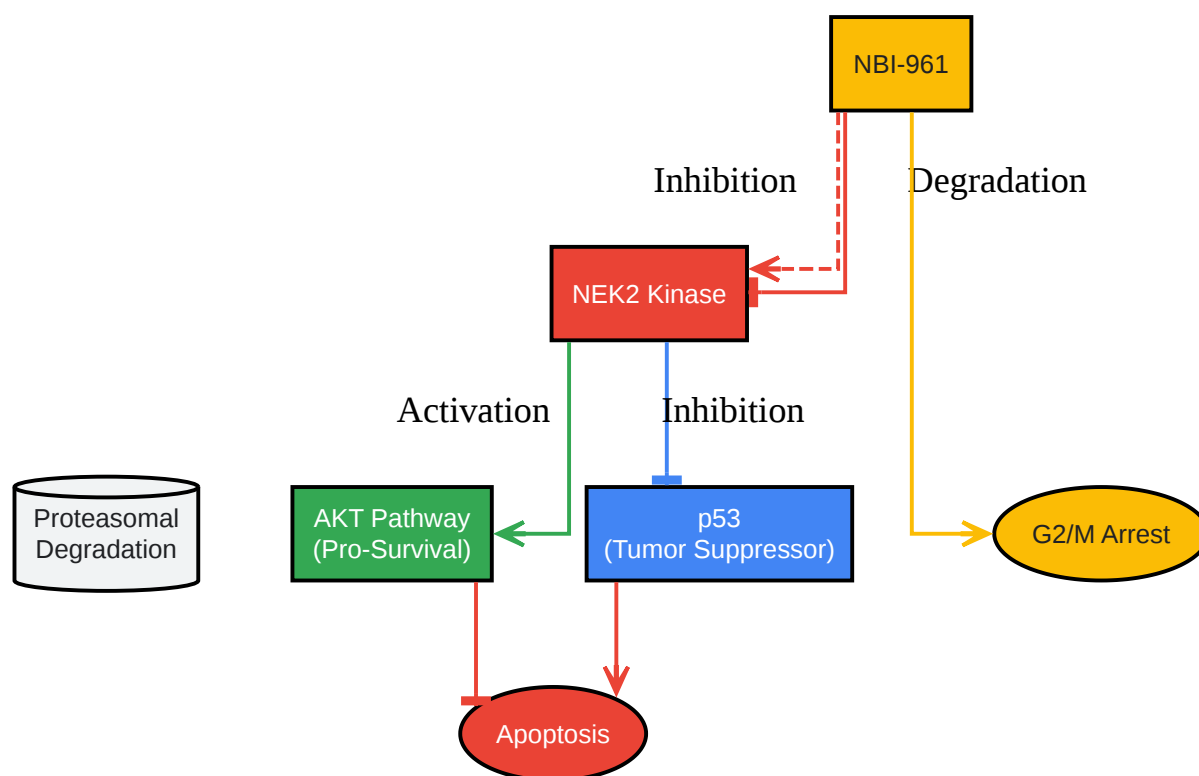 NBI-961
Inhibition
Degradation
NEK2 Kinase
Activation
Inhibition
Proteasomal
Degradation
AKT Pathway
(Pro-Survival)
p53
(Tumor Suppressor)
G2/M Arrest
Apoptosis